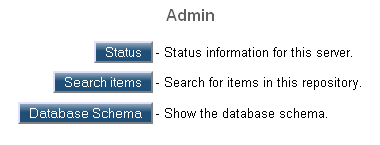 Admin
Status - Status information for this server.
Search items - Search for items in this repository.
Database Schema - Show the database schema.